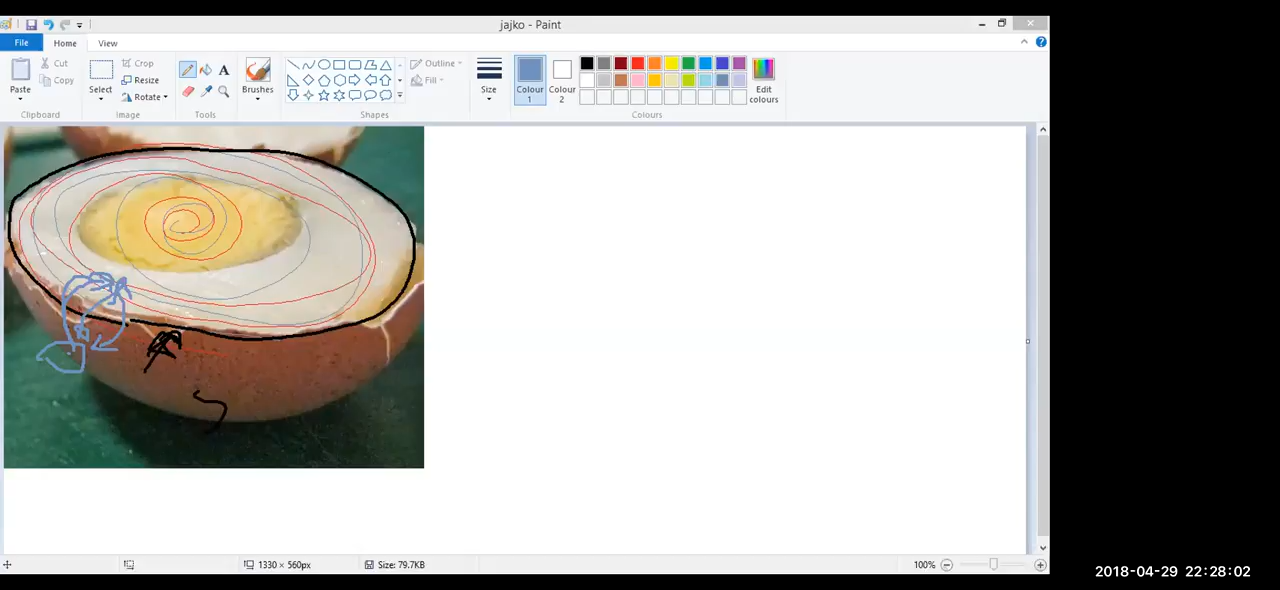 jajko - Paint
File Home View
Paste
Cut
Copy
Clipboard
Select
Crop
Resize
Rotate
Image
A
Tools
Brushes
Shapes
Outline
Fill
Size
Colour 1
Colour 2
Edit colours
Colours
1330 × 560px
Size: 79.7KB
100%
2018-04-29 22:28:02